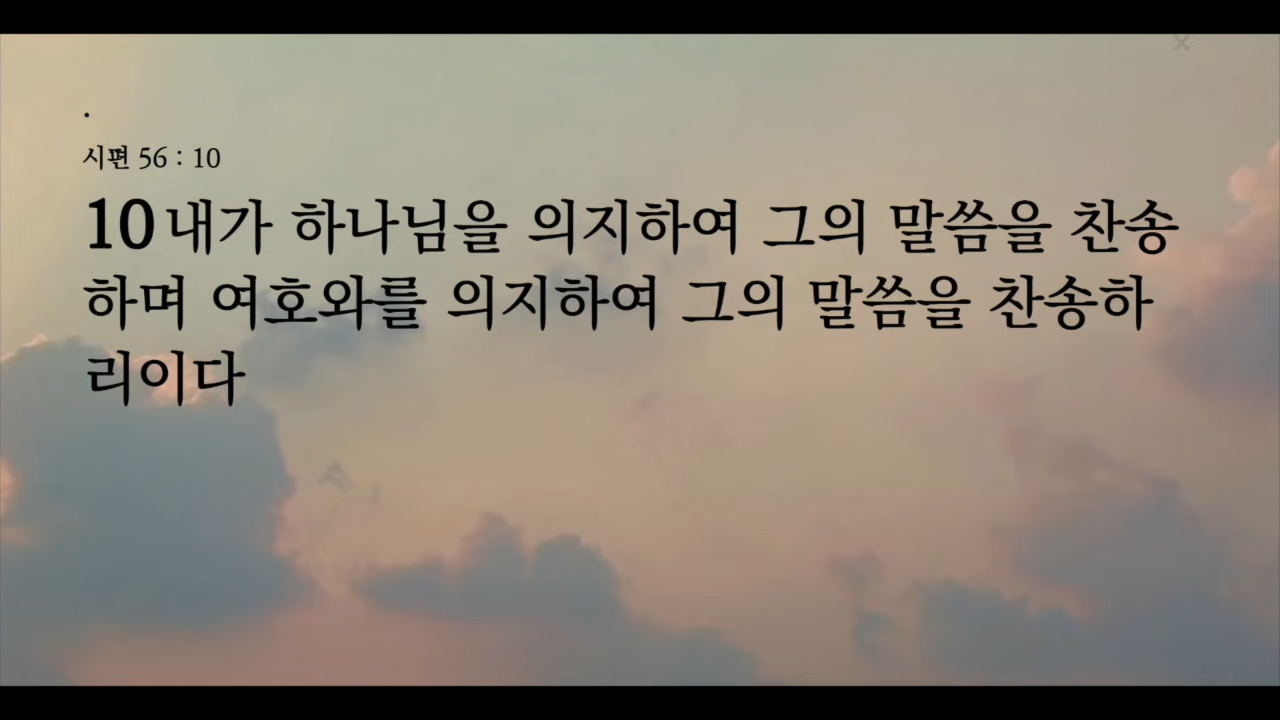 .
시편 56 : 10
10 내가 하나님을 의지하여 그의 말씀을 찬송
하며 여호와를 의지하여 그의 말씀을 찬송하
리이다